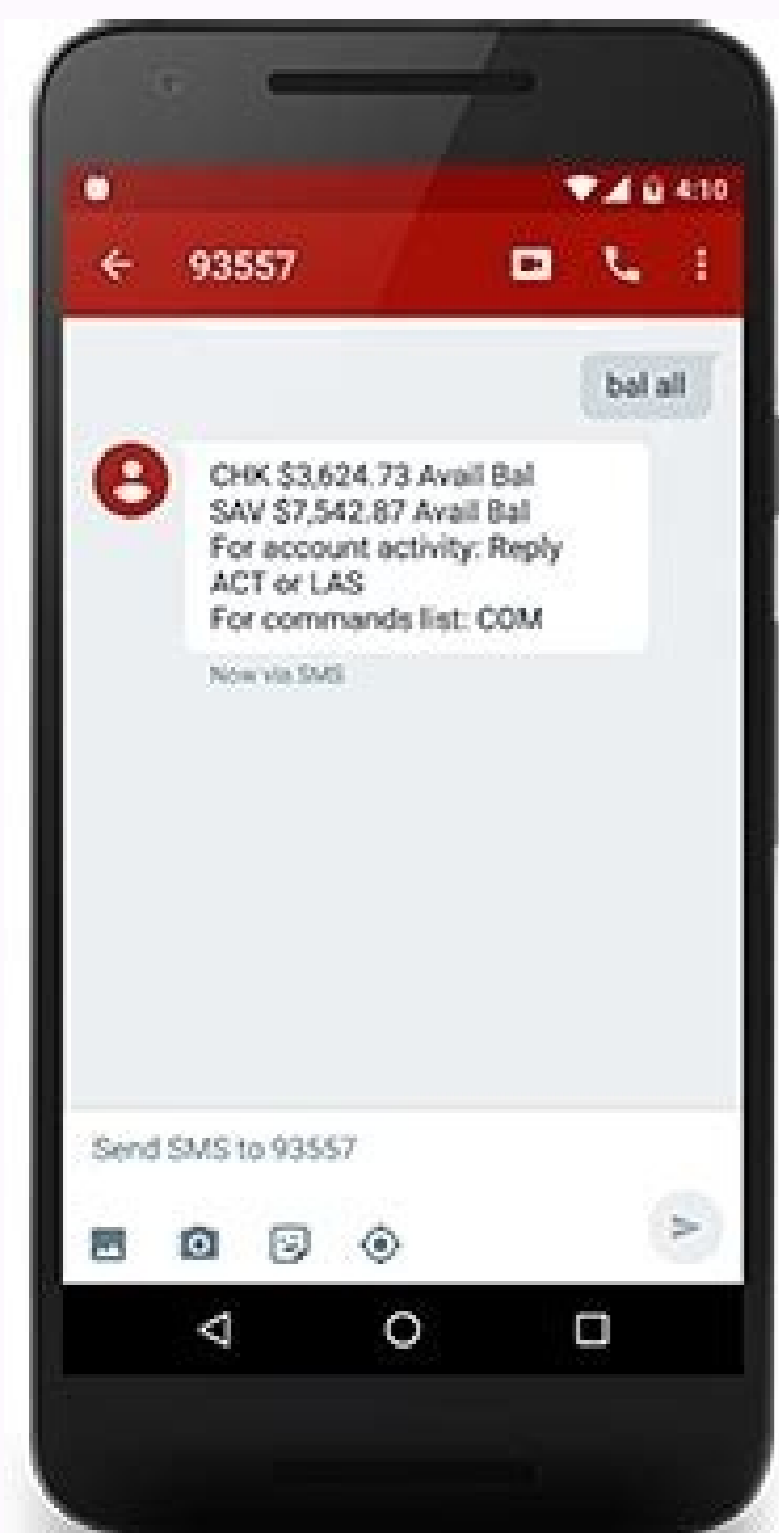 4:10
93557
bal all
CHK $3,624.73 Avail Bal
SAV $7,542.87 Avail Bal
For account activity: Reply
ACT or LAS
For commands list: COM
Now via SMS
Send SMS to 93557